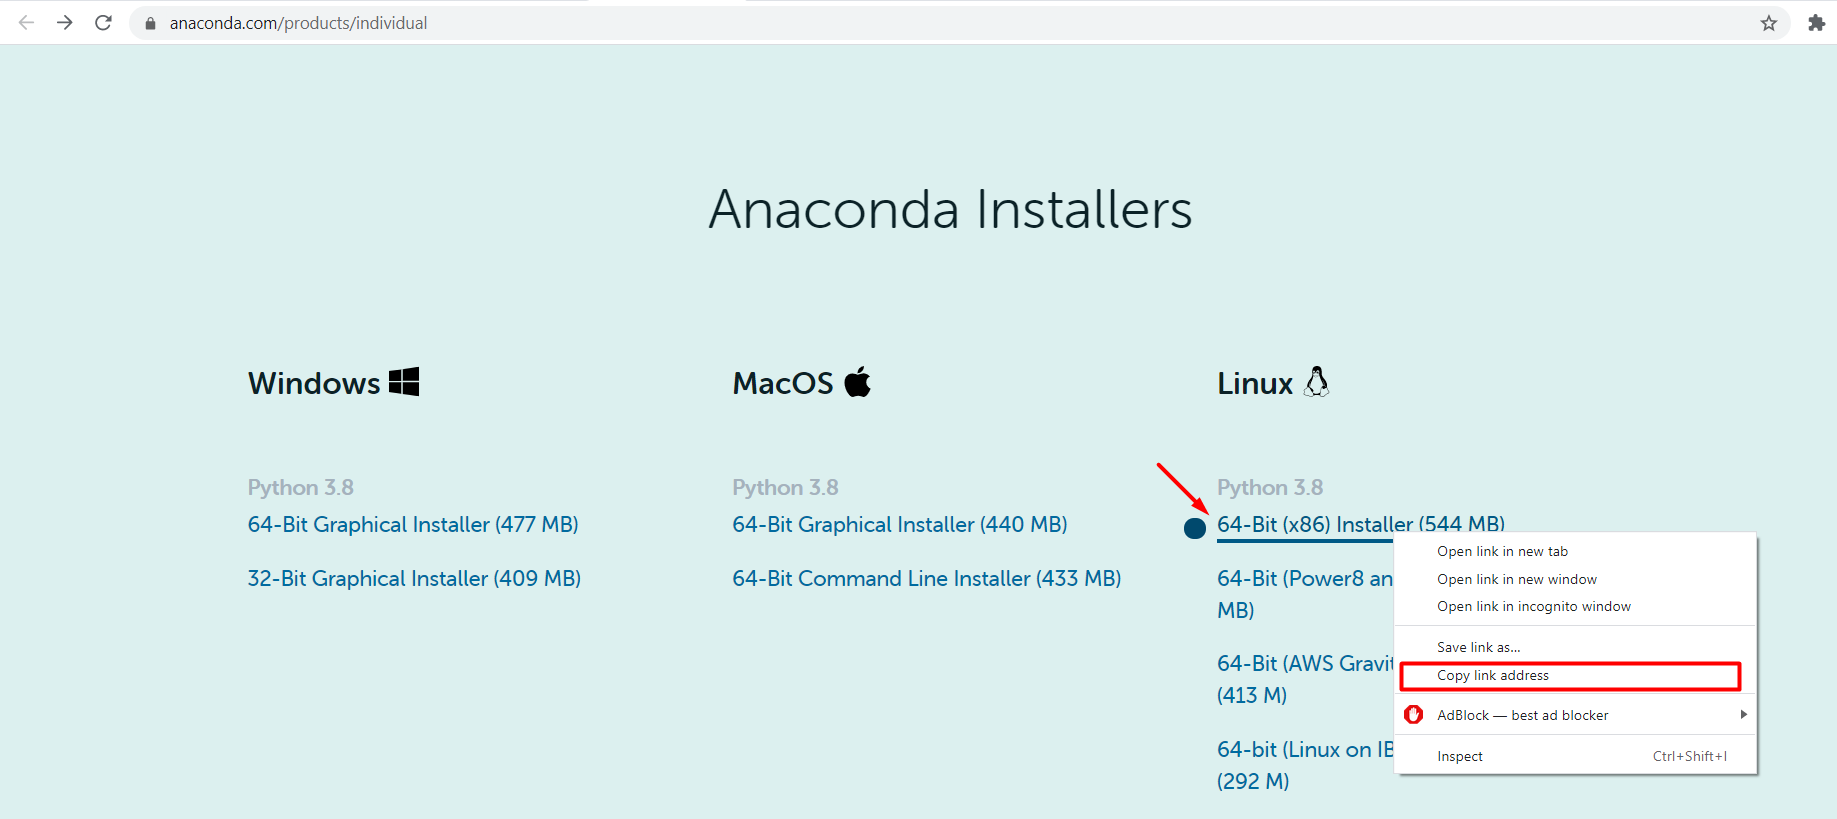 anaconda.com/products/individual
Anaconda Installers
Windows
Python 3.8
64-Bit Graphical Installer (477 MB)
32-Bit Graphical Installer (409 MB)
MacOS
Python 3.8
64-Bit Graphical Installer (440 MB)
64-Bit Command Line Installer (433 MB)
Linux
Python 3.8
64-Bit (x86) Installer (544 MB)
64-Bit (Power8 an
MB)
64-Bit (AWS Gravit
(413 M)
64-bit (Linux on IB
(292 M)
Open link in new tab
Open link in new window
Open link in incognito window
Save link as...
Copy link address
AdBlock — best ad blocker
Inspect Ctrl+Shift+I